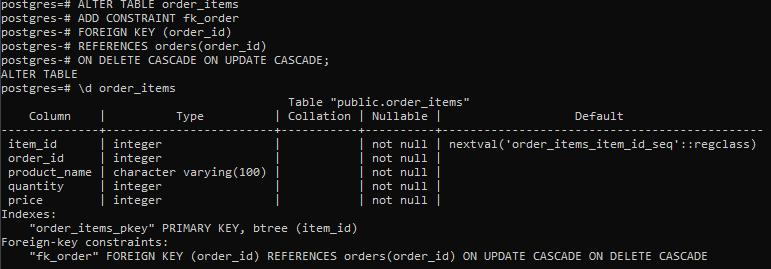 postgres=# ALTER TABLE order_items
postgres-# ADD CONSTRAINT fk_order
postgres-# FOREIGN KEY (order_id)
postgres-# REFERENCES orders(order_id)
postgres-# ON DELETE CASCADE ON UPDATE CASCADE;
ALTER TABLE
postgres=# \d order_items
Table "public.order_items"
Column | Type | Collation | Nullable | Default
--------------+------------------------+-----------+----------+--------------------------------------------
item_id | integer | | not null | nextval('order_items_item_id_seq'::regclass)
order_id | integer | | not null |
product_name | character varying(100) | | not null |
quantity | integer | | not null |
price | integer | | not null |
Indexes:
"order_items_pkey" PRIMARY KEY, btree (item_id)
Foreign-key constraints:
"fk_order" FOREIGN KEY (order_id) REFERENCES orders(order_id) ON UPDATE CASCADE ON DELETE CASCADE